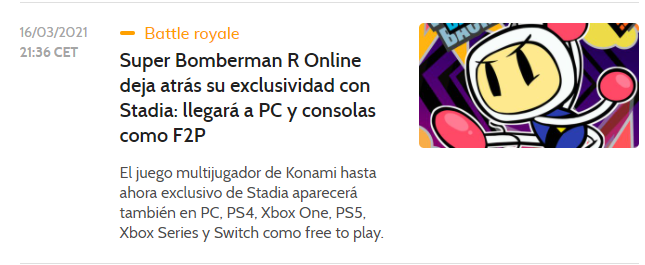 16/03/2021
21:36 CET
Battle royale
Super Bomberman R Online
deja atrás su exclusividad con
Stadia: llegará a PC y consolas
como F2P
El juego multijugador de Konami hasta
ahora exclusivo de Stadia aparecerá
también en PC, PS4, Xbox One, PS5,
Xbox Series y Switch como free to play.